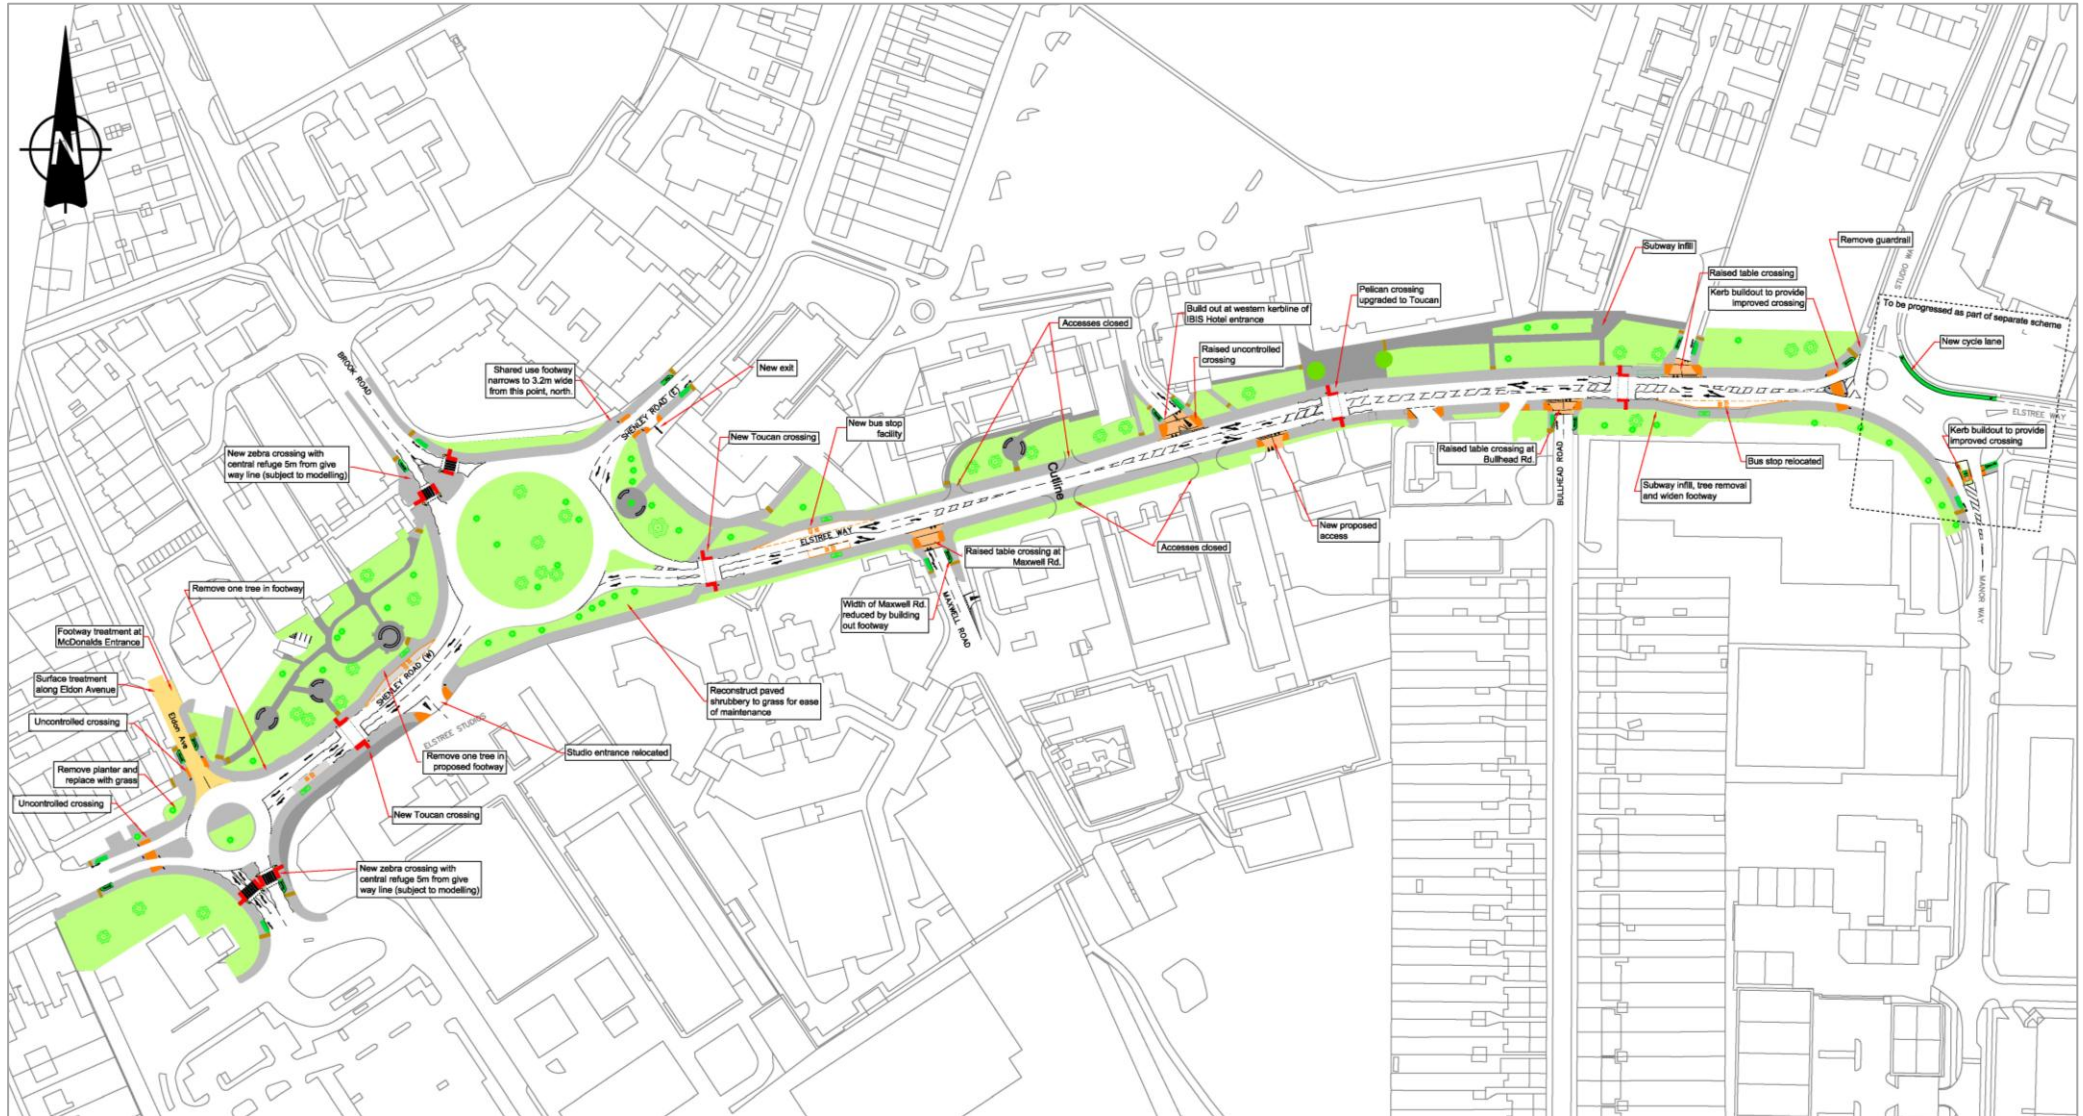 N
Subway infill
Remove guardrail
STUDIO WAY
Raised table crossing
Kerb buildout to provide
improved crossing
To be progressed as part of separate scheme
New cycle lane
ELSTREE WAY
Kerb buildout to provide
improved crossing
Pelican crossing
upgraded to Toucan
Build out at western kerbline of
IBIS Hotel entrance
Accesses closed
Raised uncontrolled
crossing
BROOK ROAD
Shared use footway
narrows to 3.2m wide
from this point, north.
New exit
SHENLEY ROAD (E)
New bus stop
facility
New Toucan crossing
New zebra crossing with
central refuge 5m from give
way line (subject to modelling)
Cutline
Raised table crossing at
Bullhead Rd.
BULLHEAD ROAD
Bus stop relocated
Subway infill, tree removal
and widen footway
New proposed
access
ELSTREE WAY
Accesses closed
Raised table crossing at
Maxwell Rd.
MANOR WAY
Remove one tree in footway
Width of Maxwell Rd.
reduced by building
out footway
MAXWELL ROAD
Footway treatment at
McDonalds Entrance
Surface treatment
along Eldon Avenue
SHENLEY ROAD (W)
Reconstruct paved
shrubbery to grass for ease
of maintenance
Uncontrolled crossing
Eldon Ave
ELSTREE STUDIOS
Studio entrance relocated
Remove planter and
replace with grass
Remove one tree in
proposed footway
Uncontrolled crossing
New Toucan crossing
New zebra crossing with
central refuge 5m from give
way line (subject to modelling)